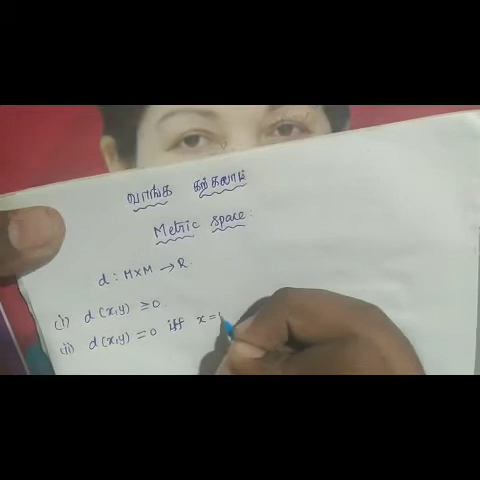 வாங்க கற்கலாம்
Metric space:
d : M×M → R.
(i) d(x,y) ≥ 0.
(ii) d(x,y) = 0 iff x =